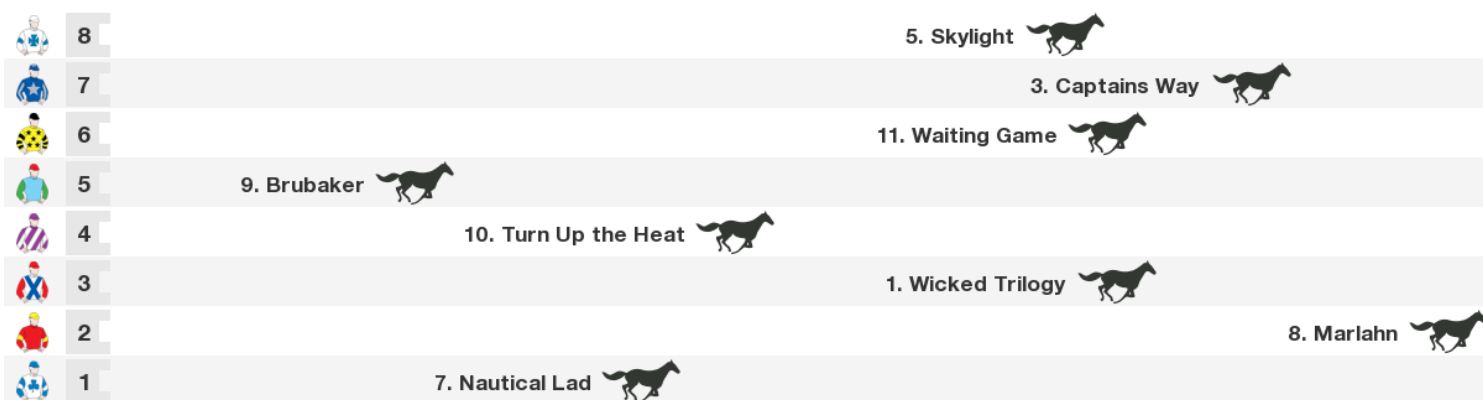 8 5. Skylight
7 3. Captains Way
6 11. Waiting Game
5 9. Brubaker
4 10. Turn Up the Heat
3 1. Wicked Trilogy
2 8. Marlahn
1 7. Nautical Lad